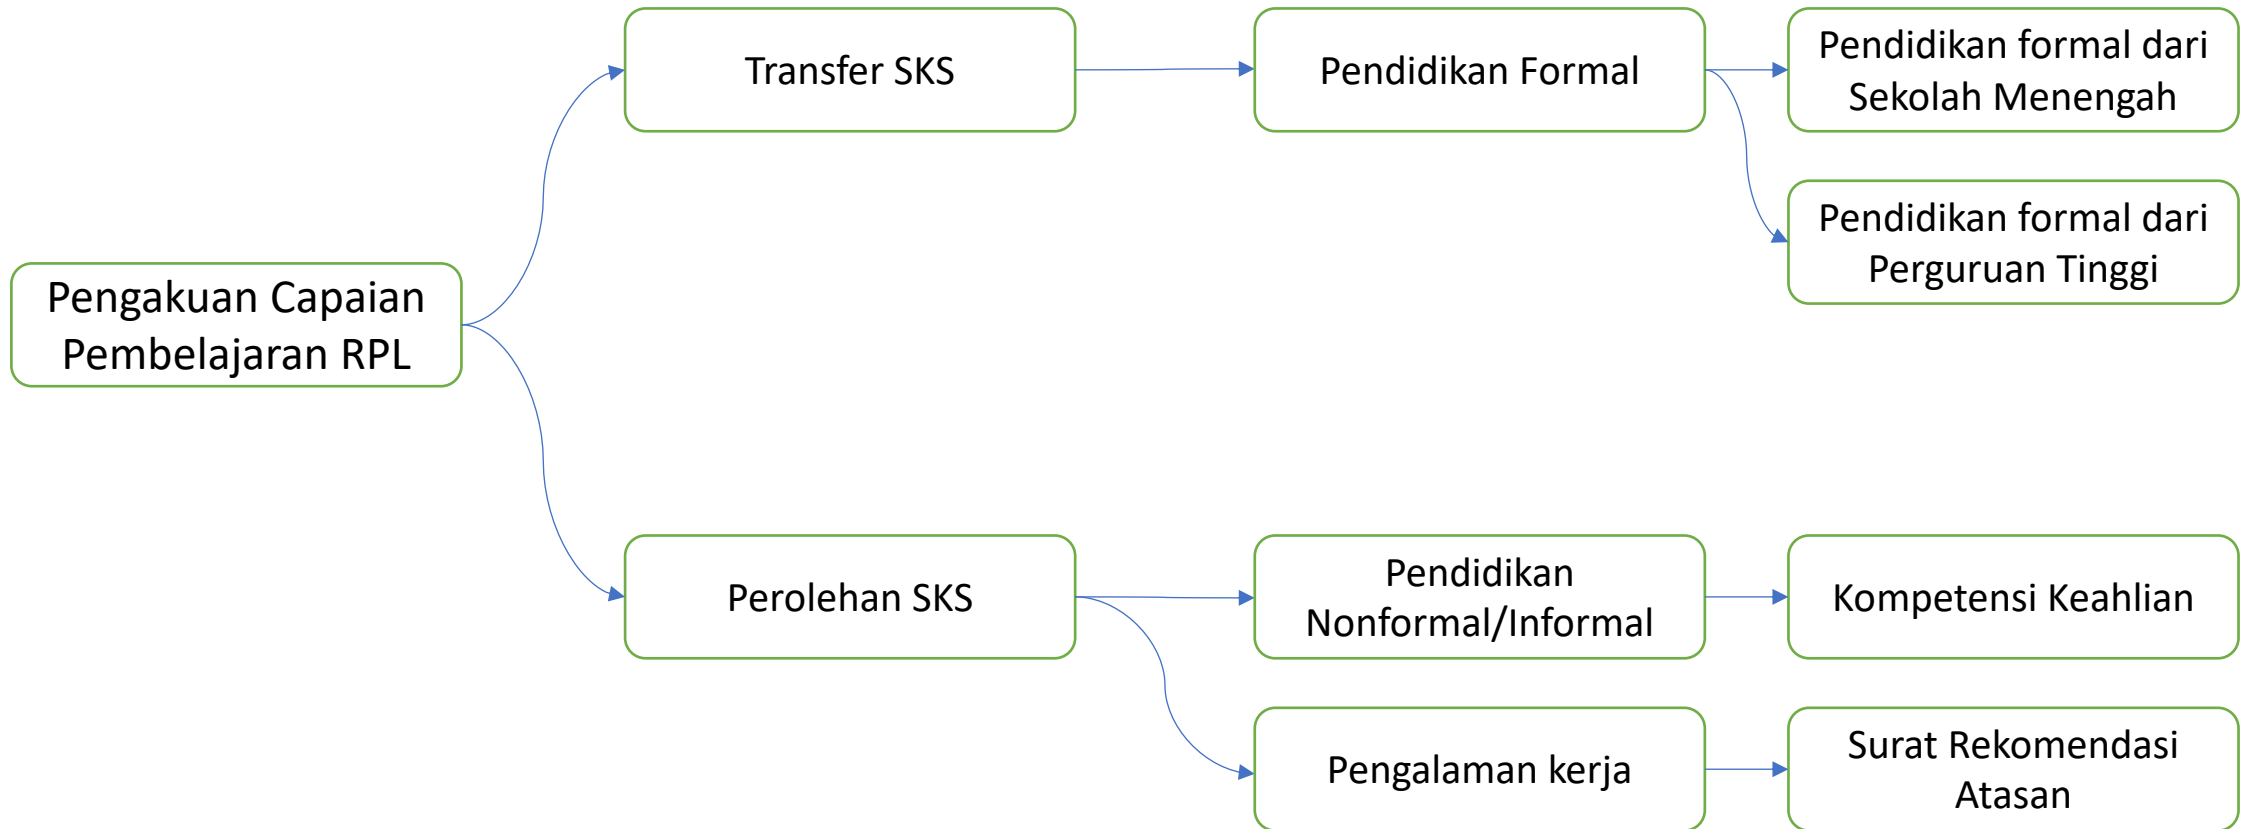 Transfer SKS
Pendidikan Formal
Pendidikan formal dari
Sekolah Menengah
Pendidikan formal dari
Perguruan Tinggi
Pengakuan Capaian
Pembelajaran RPL
Perolehan SKS
Pendidikan
Nonformal/Informal
Kompetensi Keahlian
Pengalaman kerja
Surat Rekomendasi
Atasan